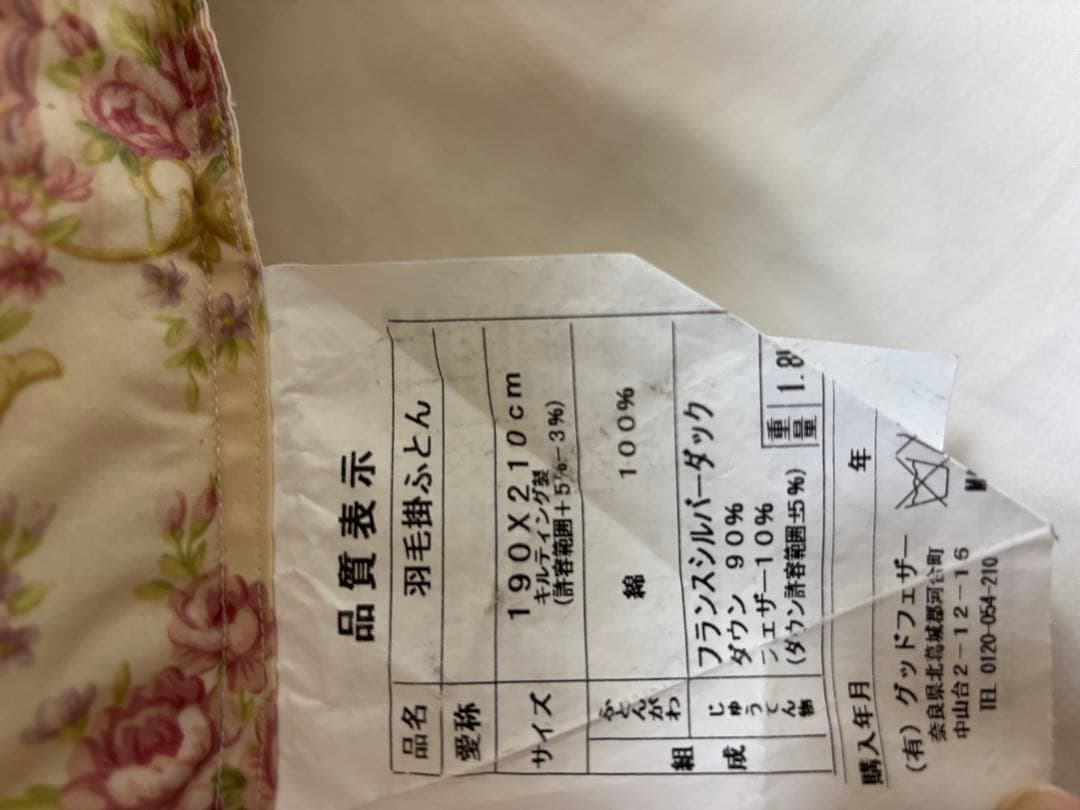 品質表示
品名 羽毛掛ふとん
愛称
サイズ 190X210cm
キルティング製
(許容範囲+5%−3%)
組成 ふとんがわ 綿 100%
じゅうてん物 フランスシルバーダック
ダウン 90%
フェザー10%
(ダウン許容範囲±5%)
重量 1.8
購入年月 年
(有) グッドフェザー
奈良県北葛城郡河合町
中山台2-12-16
TEL 0120-054-210